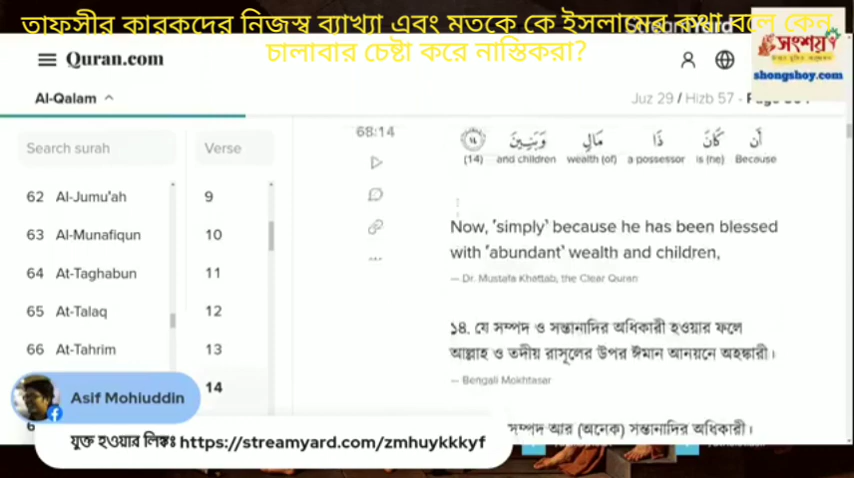 তাফসীর কারকদের নিজস্ব ব্যাখ্যা এবং মতকে কে ইসলামের কথা বলে কেন
চালাবার চেষ্টা করে নাস্তিকরা?
StreamYard
সংশয়
shongshoy.com
Quran.com
Al-Qalam
Juz 29 / Hizb 57 -
Search surah
Verse
62 Al-Jumu'ah
63 Al-Munafiqun
64 At-Taghabun
65 At-Talaq
66 At-Tahrim
9
10
11
12
13
14
68:14
أَن كَانَ ذَا مَالٍ وَبَنِينَ ١٤
(14) and children wealth (of) a possessor is (he) Because
Now, ˹simply˺ because he has been blessed
with ˹abundant˺ wealth and children,
— Dr. Mustafa Khattab, the Clear Quran
১৪. যে সম্পদ ও সন্তানাদির অধিকারী হওয়ার ফলে
আল্লাহ ও তদীয় রাসূলের উপর ঈমান আনয়নে অহঙ্কারী।
— Bengali Mokhtasar
সম্পদ আর (অনেক) সন্তানাদির অধিকারী।
Asif Mohiuddin
যুক্ত হওয়ার লিঙ্কঃ https://streamyard.com/zmhuykkkyf